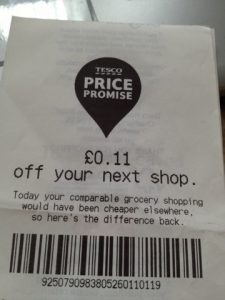 TESCO
PRICE
PROMISE
£0.11
off your next shop.
Today your comparable grocery shopping
would have been cheaper elsewhere,
so here's the difference back.
9250790983805260110119